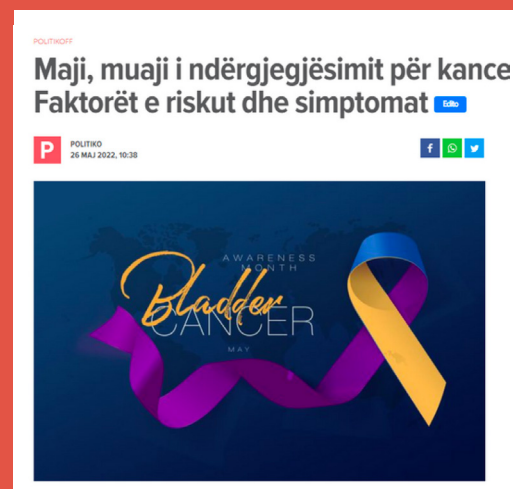 POLITIKOFF
Maji, muaji i ndërgjegjësimit për kance
Faktorët e riskut dhe simptomat Edito
P POLITIKO
26 MAJ 2022, 10:38
AWARENESS
MONTH
Bladder
CANCER
MAY